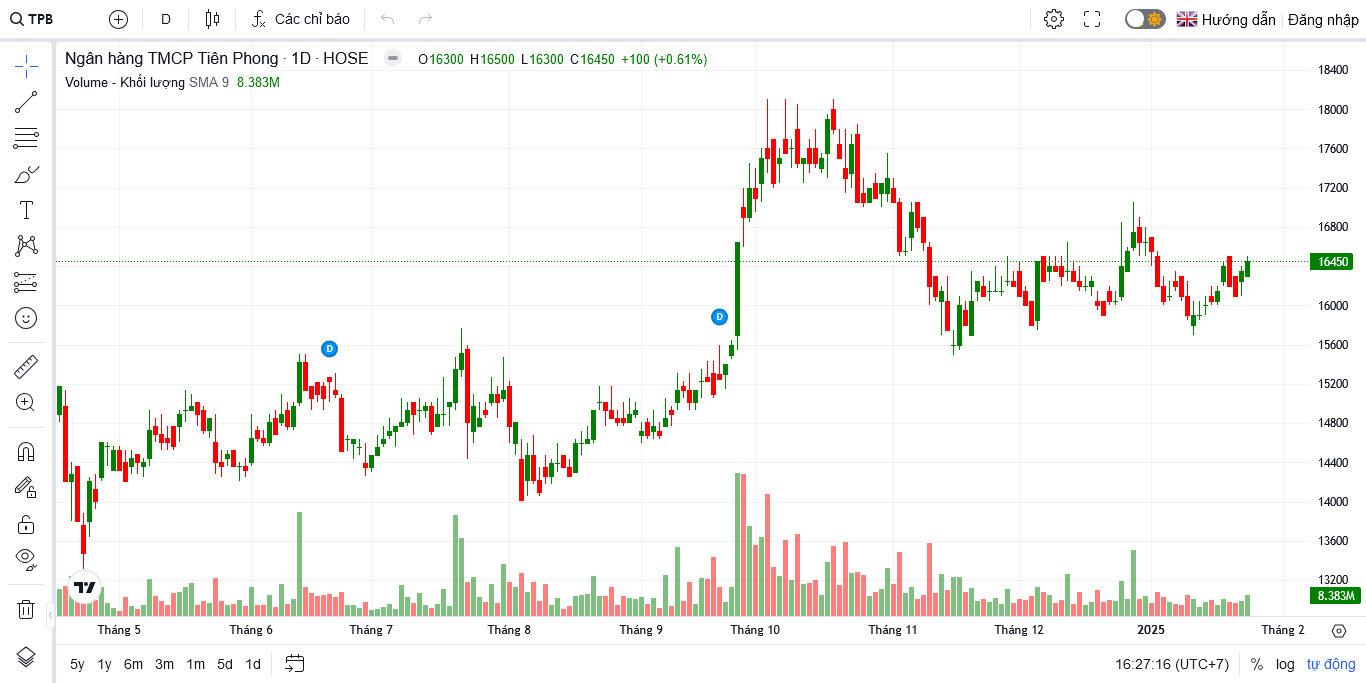 TPB D Các chỉ báo Hướng dẫn Đăng nhập
Ngân hàng TMCP Tiên Phong · 1D · HOSE O16300 H16500 L16300 C16450 +100 (+0.61%)
Volume - Khối lượng SMA 9 8.383M
18400
18000
17600
17200
16800
16450
16000
15600
15200
14800
14400
14000
13600
13200
8.383M
D
D
Tháng 5 Tháng 6 Tháng 7 Tháng 8 Tháng 9 Tháng 10 Tháng 11 Tháng 12 2025 Tháng 2
5y 1y 6m 3m 1m 5d 1d 16:27:16 (UTC+7) % log tự động